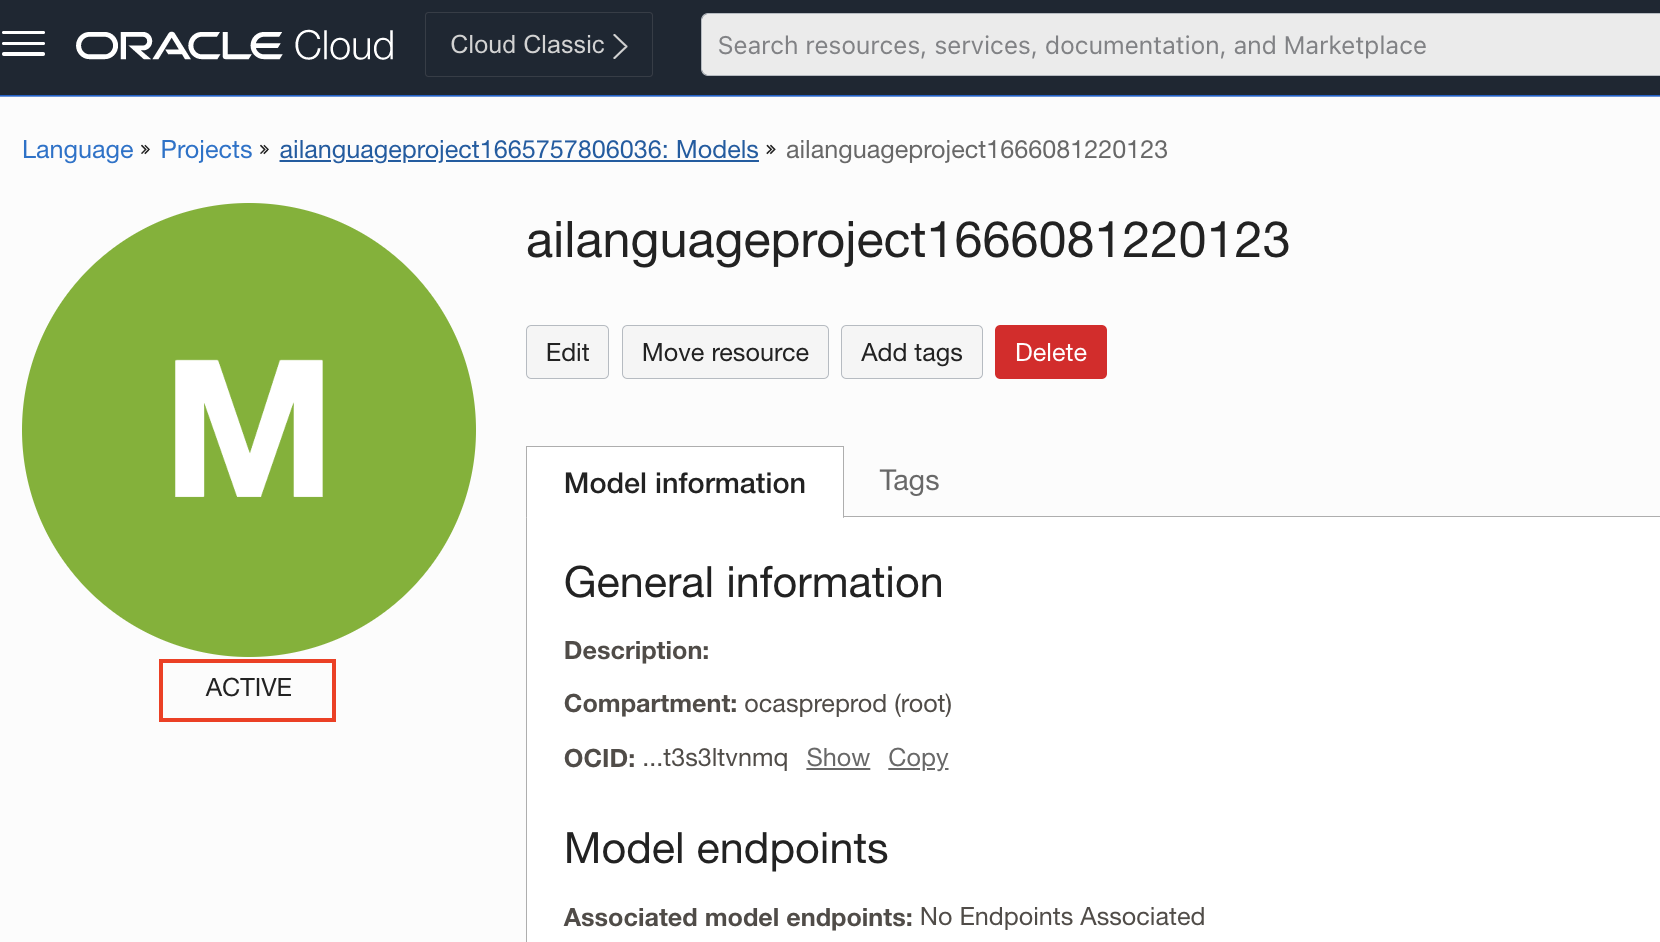 ORACLE Cloud
Cloud Classic
Search resources, services, documentation, and Marketplace
Language » Projects » ailanguageproject1665757806036: Models » ailanguageproject1666081220123
M
ACTIVE
ailanguageproject1666081220123
Edit Move resource Add tags Delete
Model information Tags
General information
Description:
Compartment: ocaspreprod (root)
OCID: ...t3s3ltvnmq Show Copy
Model endpoints
Associated model endpoints: No Endpoints Associated